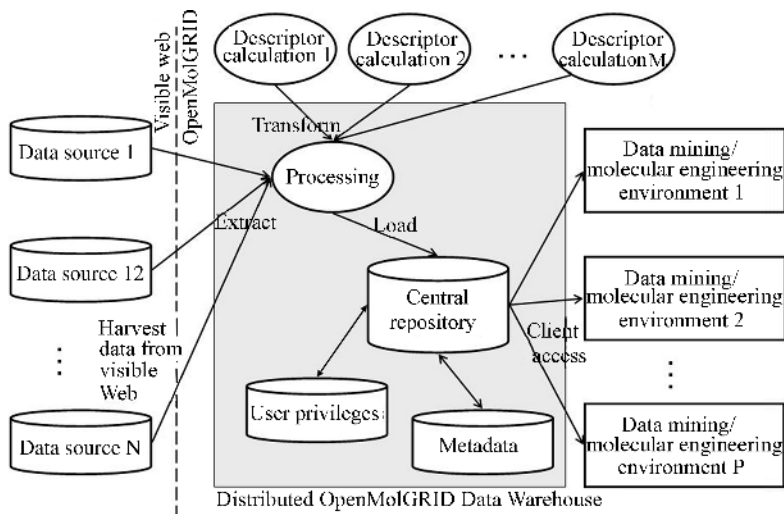 Descriptor
calculation 1
Descriptor
calculation 2
...
Descriptor
calculation M
Visible web
OpenMolGRID
Transform
Data source 1
Processing
Data mining/
molecular engineering
environment 1
Extract
Load
Data source 12
Central
repository
Data mining/
molecular engineering
environment 2
Harvest
data from
visible
Web
Client
access
User privileges
Metadata
Data source N
Data mining/
molecular engineering
environment P
Distributed OpenMolGRID Data Warehouse